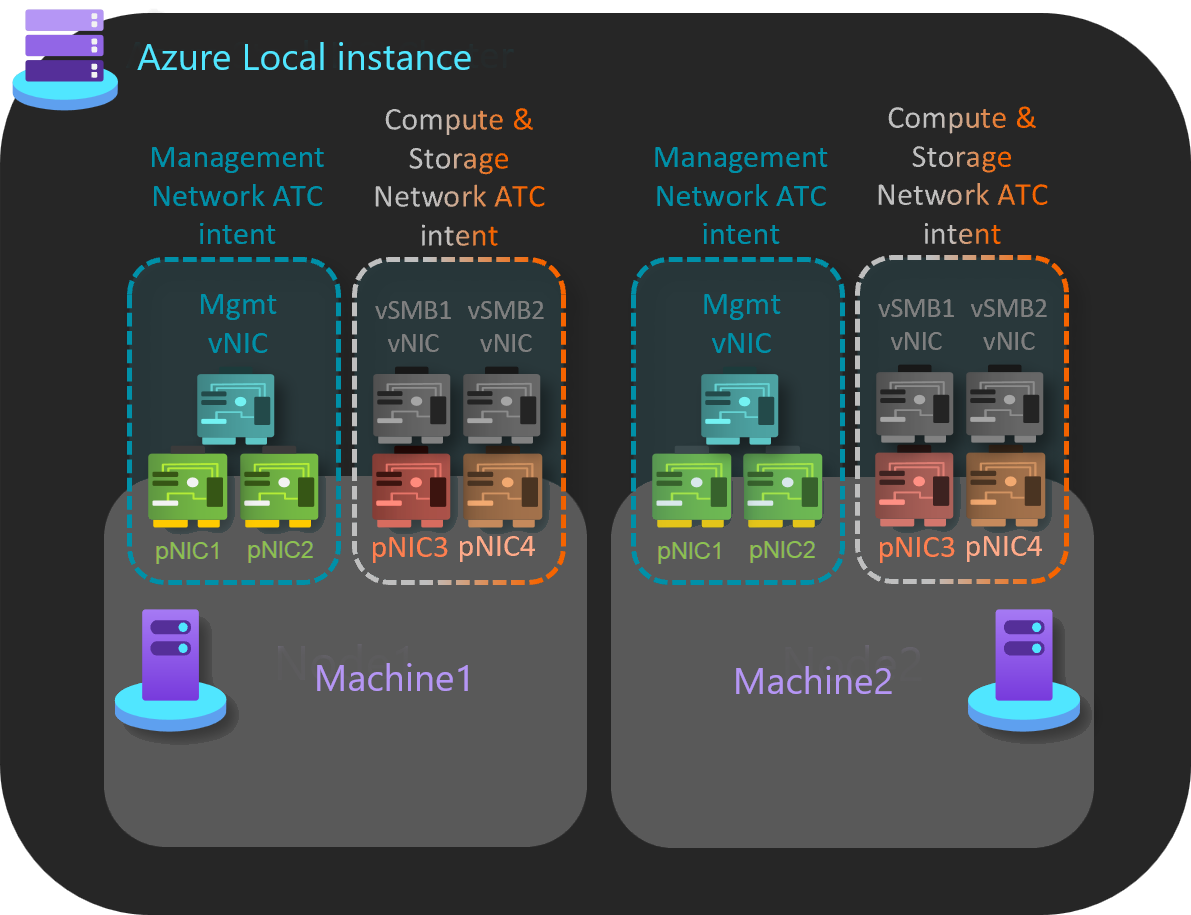 Azure Local instance
Management
Network ATC
intent
Compute &
Storage
Network ATC
intent
Management
Network ATC
intent
Compute &
Storage
Network ATC
intent
Mgmt
vNIC
vSMB1
vNIC
vSMB2
vNIC
Mgmt
vNIC
vSMB1
vNIC
vSMB2
vNIC
pNIC1
pNIC2
pNIC3
pNIC4
pNIC1
pNIC2
pNIC3
pNIC4
Node1
Machine1
Node2
Machine2